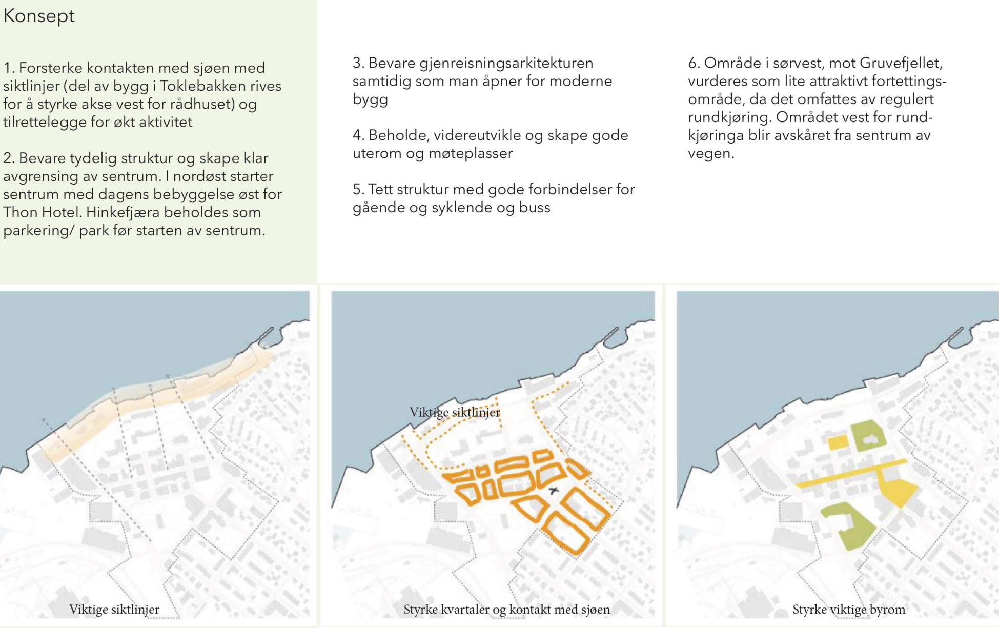 Konsept
1. Forsterke kontakten med sjøen med
siktlinjer (del av bygg i Toklebakken rives
for å styrke akse vest for rådhuset) og
tilrettelegge for økt aktivitet
2. Bevare tydelig struktur og skape klar
avgrensing av sentrum. I nordøst starter
sentrum med dagens bebyggelse øst for
Thon Hotel. Hinkefjæra beholdes som
parkering/ park før starten av sentrum.
3. Bevare gjenreisningsarkitekturen
samtidig som man åpner for moderne
bygg
4. Beholde, videreutvikle og skape gode
uterom og møteplasser
5. Tett struktur med gode forbindelser for
gående og syklende og buss
6. Område i sørvest, mot Gruvefjellet,
vurderes som lite attraktivt fortettings-
område, da det omfattes av regulert
rundkjøring. Området vest for rund-
kjøringa blir avskåret fra sentrum av
vegen.
Viktige siktlinjer
Viktige siktlinjer
Styrke kvartaler og kontakt med sjøen
Styrke viktige byrom